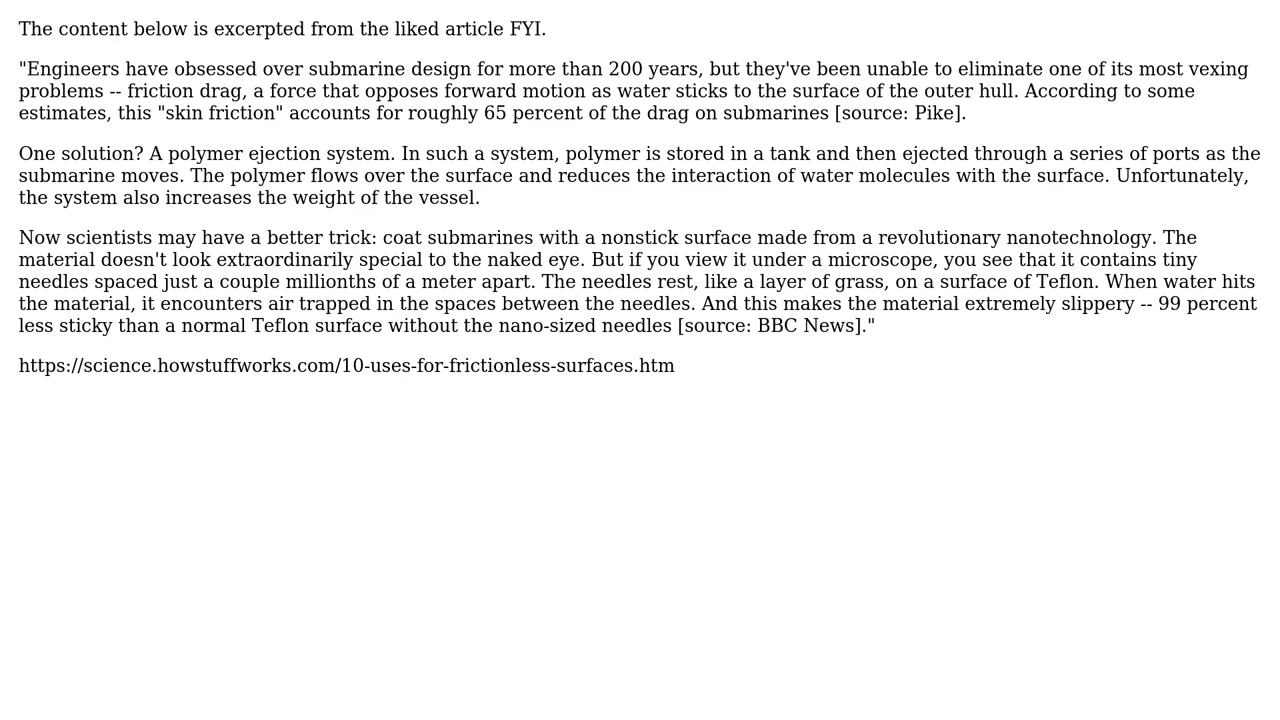 The content below is excerpted from the liked article FYI.
"Engineers have obsessed over submarine design for more than 200 years, but they've been unable to eliminate one of its most vexing
problems -- friction drag, a force that opposes forward motion as water sticks to the surface of the outer hull. According to some
estimates, this "skin friction" accounts for roughly 65 percent of the drag on submarines [source: Pike].
One solution? A polymer ejection system. In such a system, polymer is stored in a tank and then ejected through a series of ports as the
submarine moves. The polymer flows over the surface and reduces the interaction of water molecules with the surface. Unfortunately,
the system also increases the weight of the vessel.
Now scientists may have a better trick: coat submarines with a nonstick surface made from a revolutionary nanotechnology. The
material doesn't look extraordinarily special to the naked eye. But if you view it under a microscope, you see that it contains tiny
needles spaced just a couple millionths of a meter apart. The needles rest, like a layer of grass, on a surface of Teflon. When water hits
the material, it encounters air trapped in the spaces between the needles. And this makes the material extremely slippery -- 99 percent
less sticky than a normal Teflon surface without the nano-sized needles [source: BBC News]."
https://science.howstuffworks.com/10-uses-for-frictionless-surfaces.htm